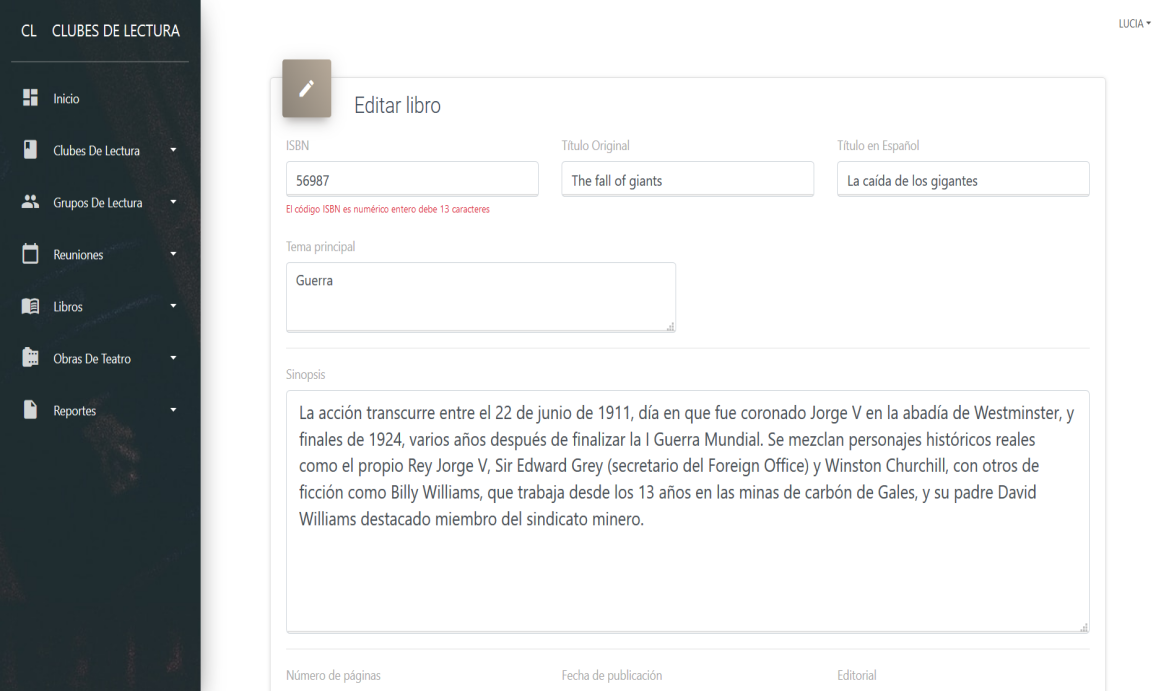 CL CLUBES DE LECTURA
LUCIA
Inicio
Clubes De Lectura
Grupos De Lectura
Reuniones
Libros
Obras De Teatro
Reportes
Editar libro
ISBN
Título Original
Título en Español
56987
The fall of giants
La caída de los gigantes
El código ISBN es numérico entero debe 13 caracteres
Tema principal
Guerra
Sinopsis
La acción transcurre entre el 22 de junio de 1911, día en que fue coronado Jorge V en la abadía de Westminster, y
finales de 1924, varios años después de finalizar la I Guerra Mundial. Se mezclan personajes históricos reales
como el propio Rey Jorge V, Sir Edward Grey (secretario del Foreign Office) y Winston Churchill, con otros de
ficción como Billy Williams, que trabaja desde los 13 años en las minas de carbón de Gales, y su padre David
Williams destacado miembro del sindicato minero.
Número de páginas
Fecha de publicación
Editorial